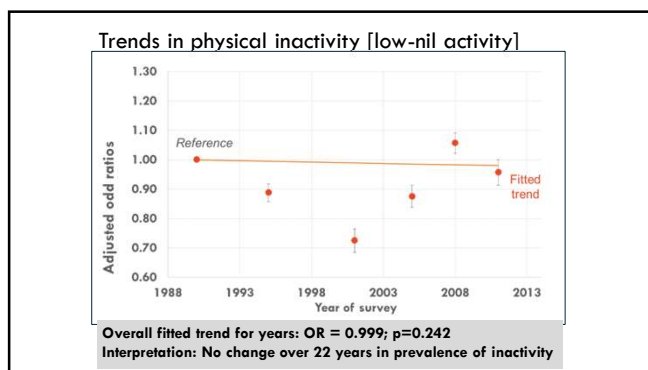 Trends in physical inactivity [low-nil activity]
1.30
1.20
1.10
Reference
1.00
0.90
Fitted
trend
0.80
0.70
0.60
Adjusted odd ratios
1988 1993 1998 2003 2008 2013
Year of survey
Overall fitted trend for years: OR = 0.999; p=0.242
Interpretation: No change over 22 years in prevalence of inactivity